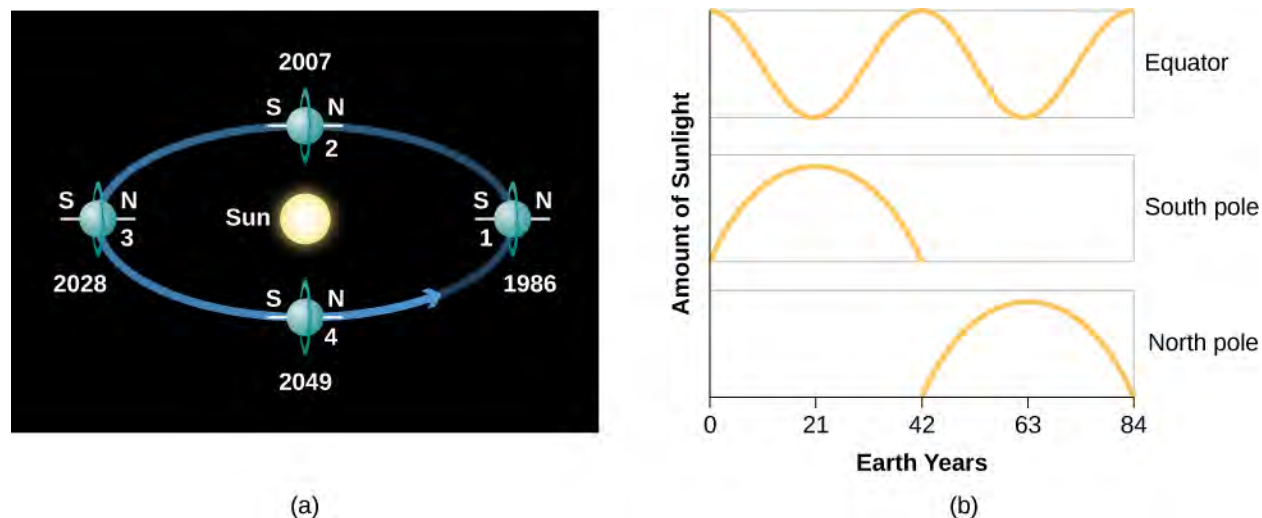 2007
S N
2
S N
3
2028
Sun
S N
1
1986
S N
4
2049
(a)
Amount of Sunlight
Equator
South pole
North pole
0 21 42 63 84
Earth Years
(b)